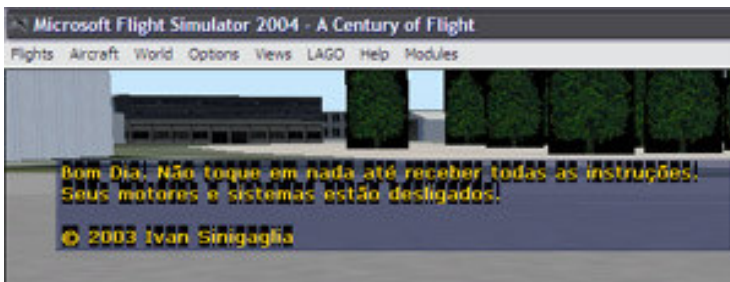 Microsoft Flight Simulator 2004 - A Century of Flight
Flights Aircraft World Options Views LAGO Help Modules
Bom Dia. Não toque em nada até receber todas as instruções.
Seus motores e sistemas estão desligados.
© 2003 Ivan Sinigaglia